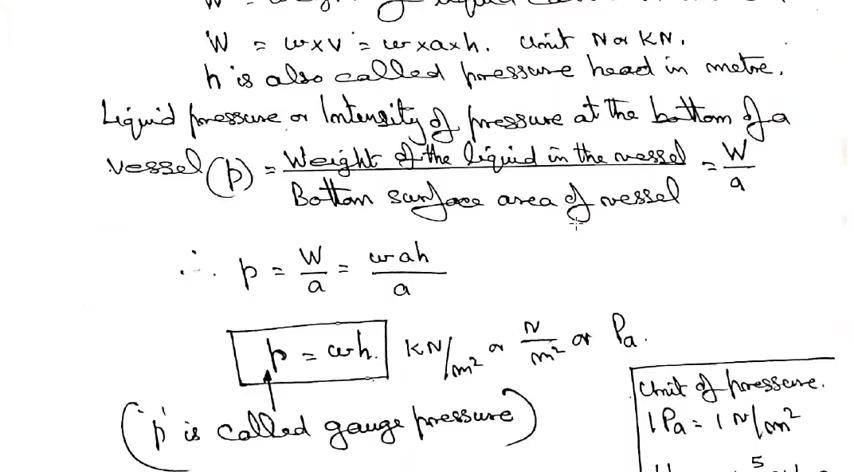 W = w×v = w×a×h. Unit N or KN.
h is also called pressure head in metre.
Liquid pressure or Intensity of pressure at the bottom of a
vessel (p) = Weight of the liquid in the vessel / Bottom surface area of vessel = W/a
∴ p = W/a = wah/a
p = wh. KN/m² or N/m² or Pa.
('p' is called gauge pressure)
Unit of pressure.
1 Pa = 1 N/m²